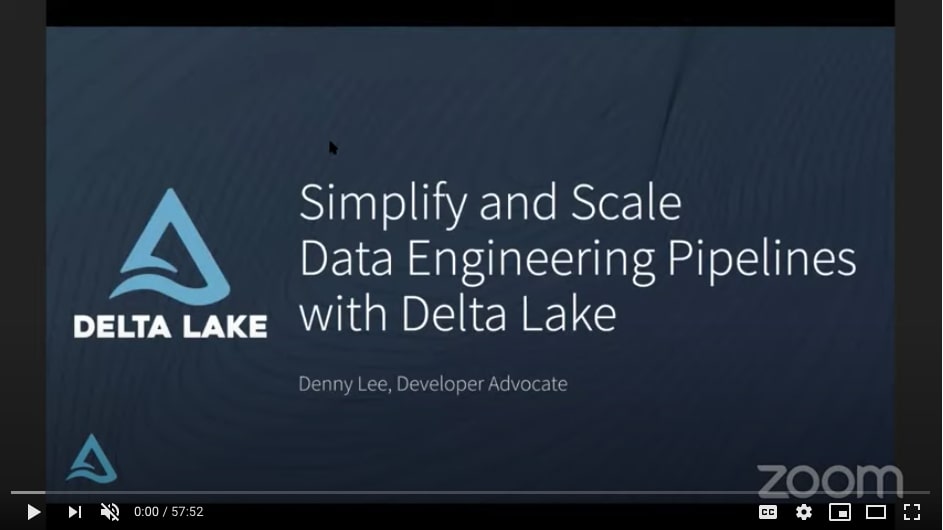 Simplify and Scale
Data Engineering Pipelines
with Delta Lake
DELTA LAKE
Denny Lee, Developer Advocate
zoom
0:00 / 57:52
CC